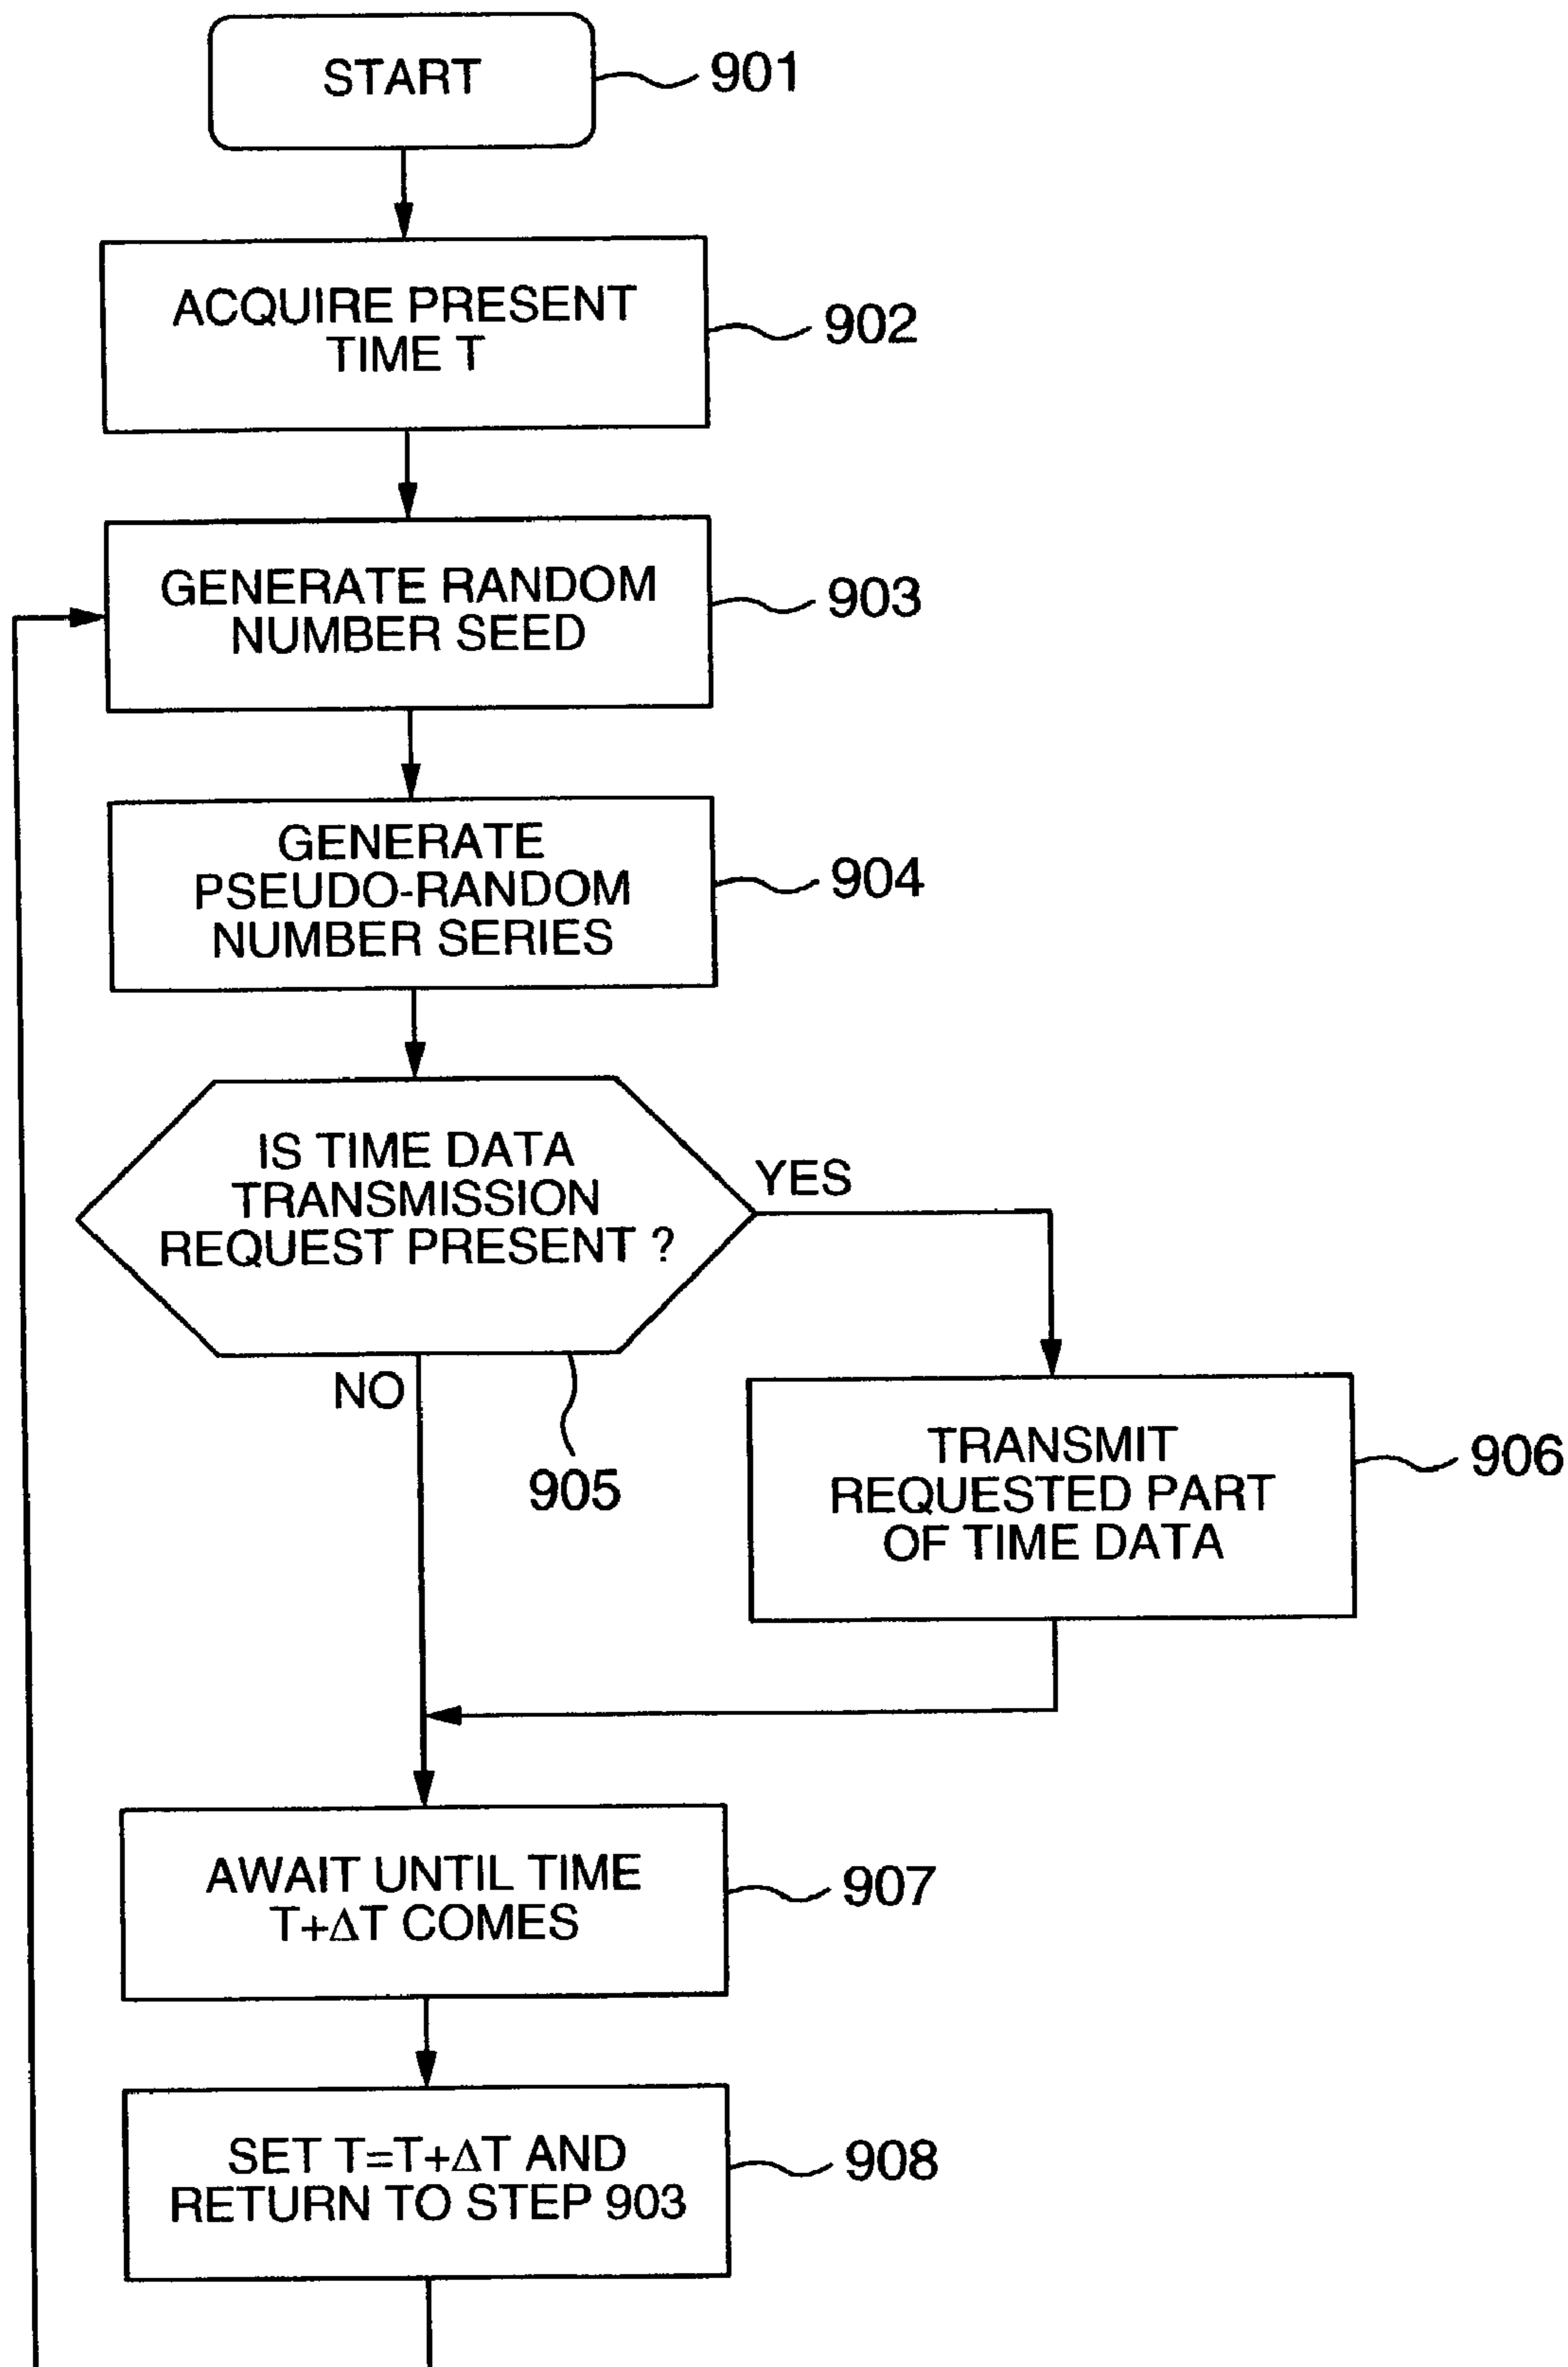 START
901
ACQUIRE PRESENT
TIME T
902
GENERATE RANDOM
NUMBER SEED
903
GENERATE
PSEUDO-RANDOM
NUMBER SERIES
904
IS TIME DATA
TRANSMISSION
REQUEST PRESENT ?
YES
NO
905
TRANSMIT
REQUESTED PART
OF TIME DATA
906
AWAIT UNTIL TIME
T+ΔT COMES
907
SET T=T+ΔT AND
RETURN TO STEP 903
908